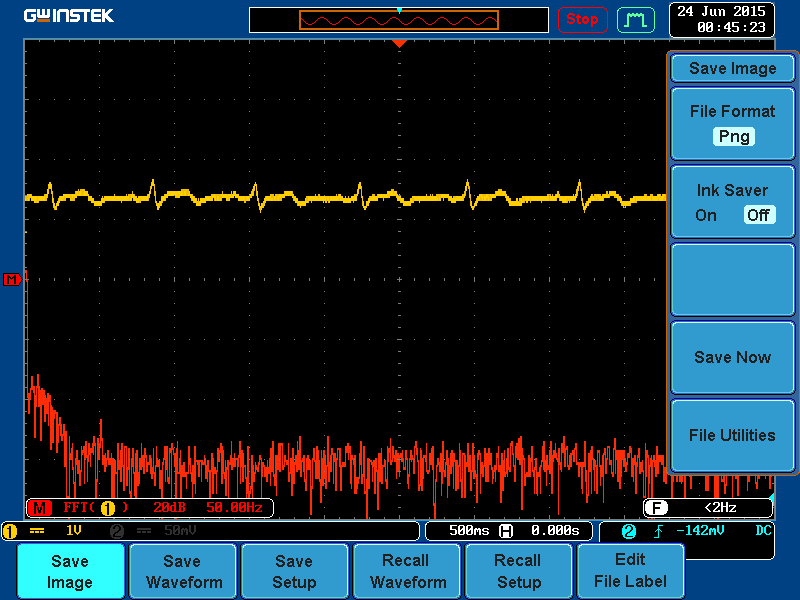 GWINSTEK
Stop
24 Jun 2015
00:45:23
Save Image
File Format
Png
Ink Saver
On Off
M
Save Now
File Utilities
M FFT( 1 ) 20dB 50.00Hz
F <2Hz
1 1V 2 50mV
500ms H 0.000s
2 -142mV DC
Save Image
Save Waveform
Save Setup
Recall Waveform
Recall Setup
Edit File Label